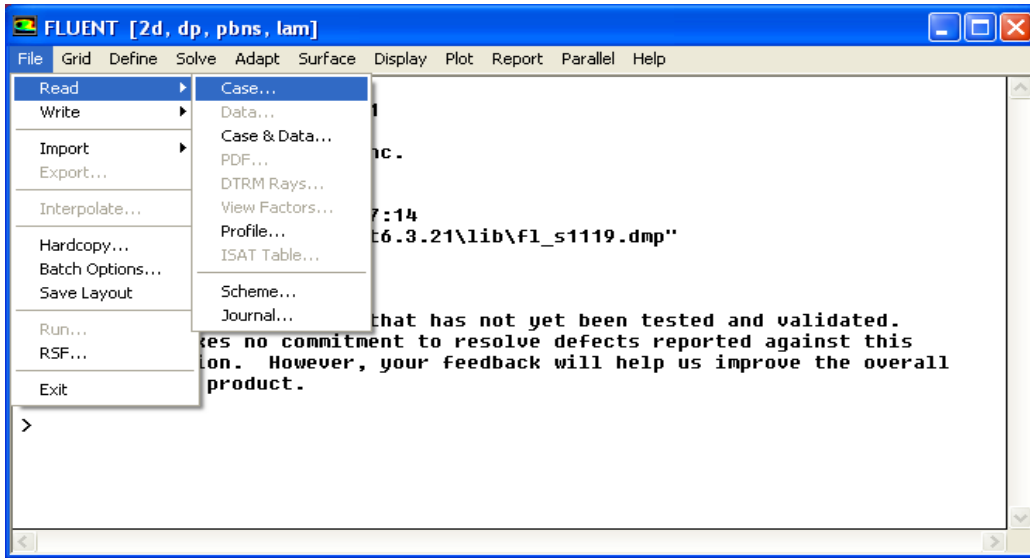 FLUENT [2d, dp, pbns, lam]
File Grid Define Solve Adapt Surface Display Plot Report Parallel Help
Read
Write
Import
Export...
Interpolate...
Hardcopy...
Batch Options...
Save Layout
Run...
RSF...
Exit
Case...
Data...
Case & Data...
PDF...
DTRM Rays...
View Factors...
Profile...
ISAT Table...
Scheme...
Journal...
nc.
7:14
t6.3.21\lib\fl_s1119.dmp"
that has not yet been tested and validated.
kes no commitment to resolve defects reported against this
ion. However, your feedback will help us improve the overall
product.
>